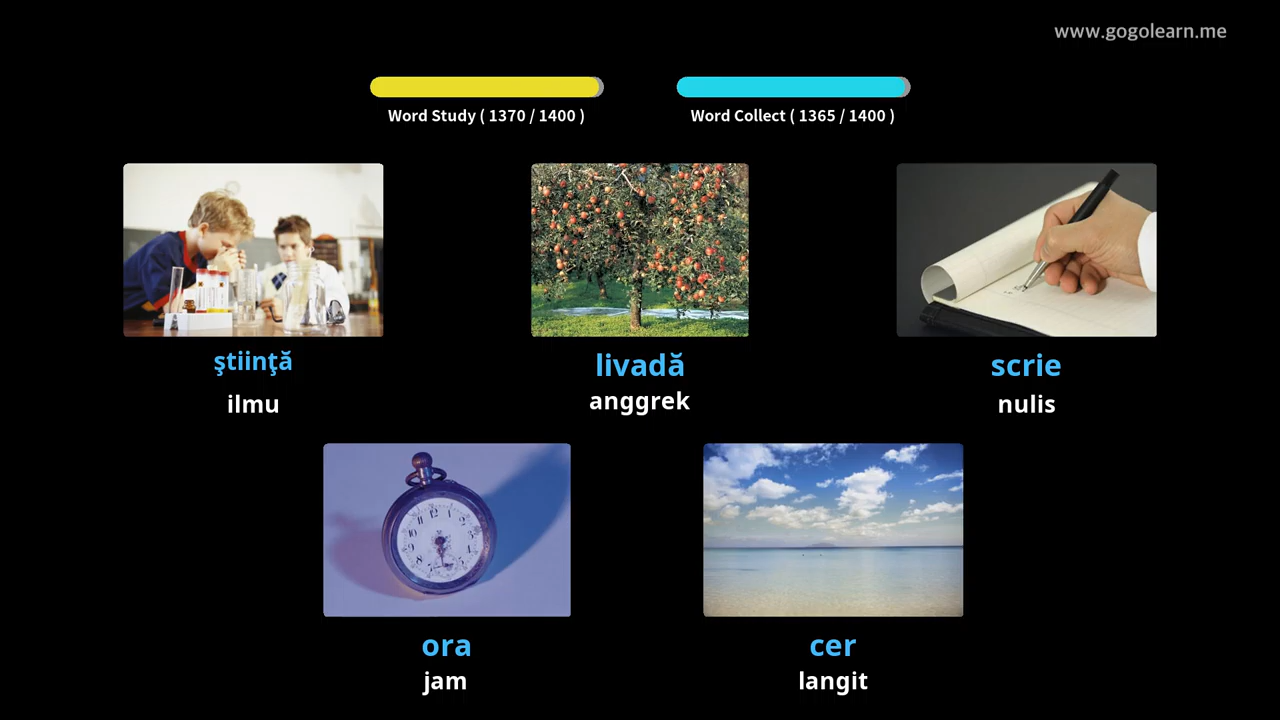 www.gogolearn.me
Word Study ( 1370 / 1400 )
Word Collect ( 1365 / 1400 )
ştiinţă
ilmu
livadă
anggrek
scrie
nulis
ora
jam
cer
langit